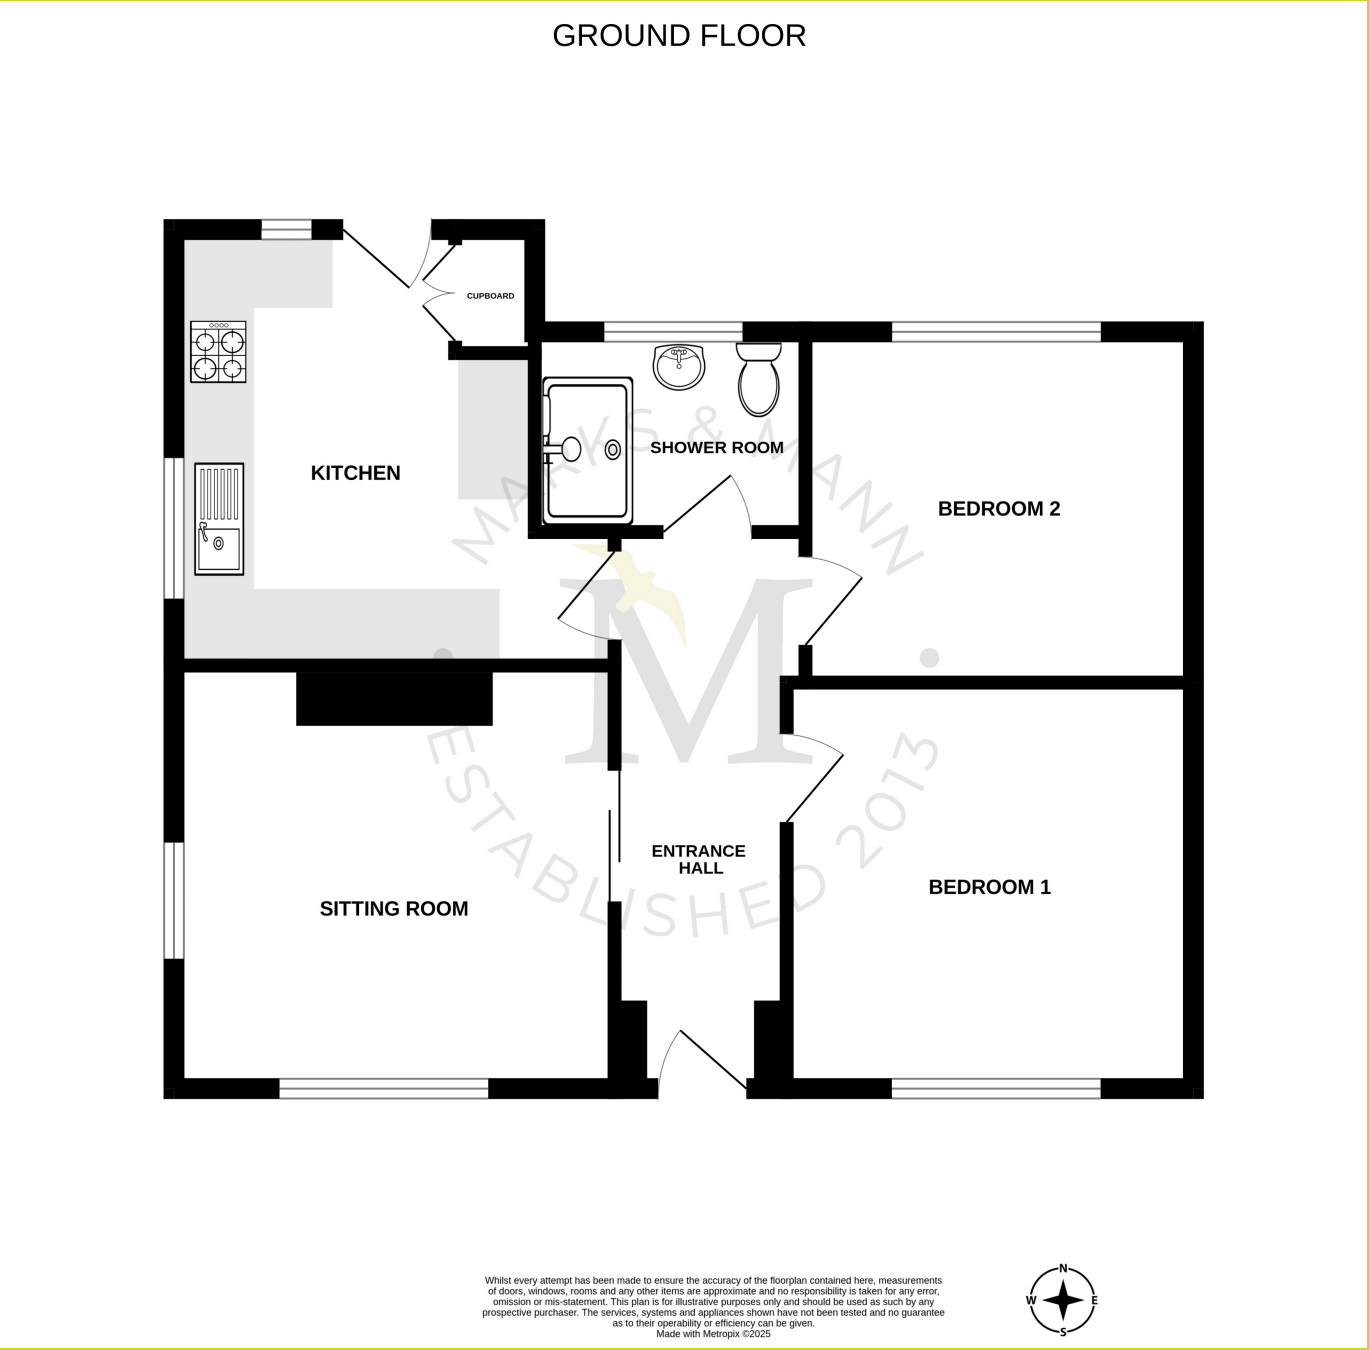 GROUND FLOOR
CUPBOARD
KITCHEN
SHOWER ROOM
BEDROOM 2
MARKS & MANN
M
ESTABLISHED 2013
ENTRANCE
HALL
BEDROOM 1
SITTING ROOM
Whilst every attempt has been made to ensure the accuracy of the floorplan contained here, measurements
of doors, windows, rooms and any other items are approximate and no responsibility is taken for any error,
omission or mis-statement. This plan is for illustrative purposes only and should be used as such by any
prospective purchaser. The services, systems and appliances shown have not been tested and no guarantee
as to their operability or efficiency can be given.
Made with Metropix ©2025
N
W E
S